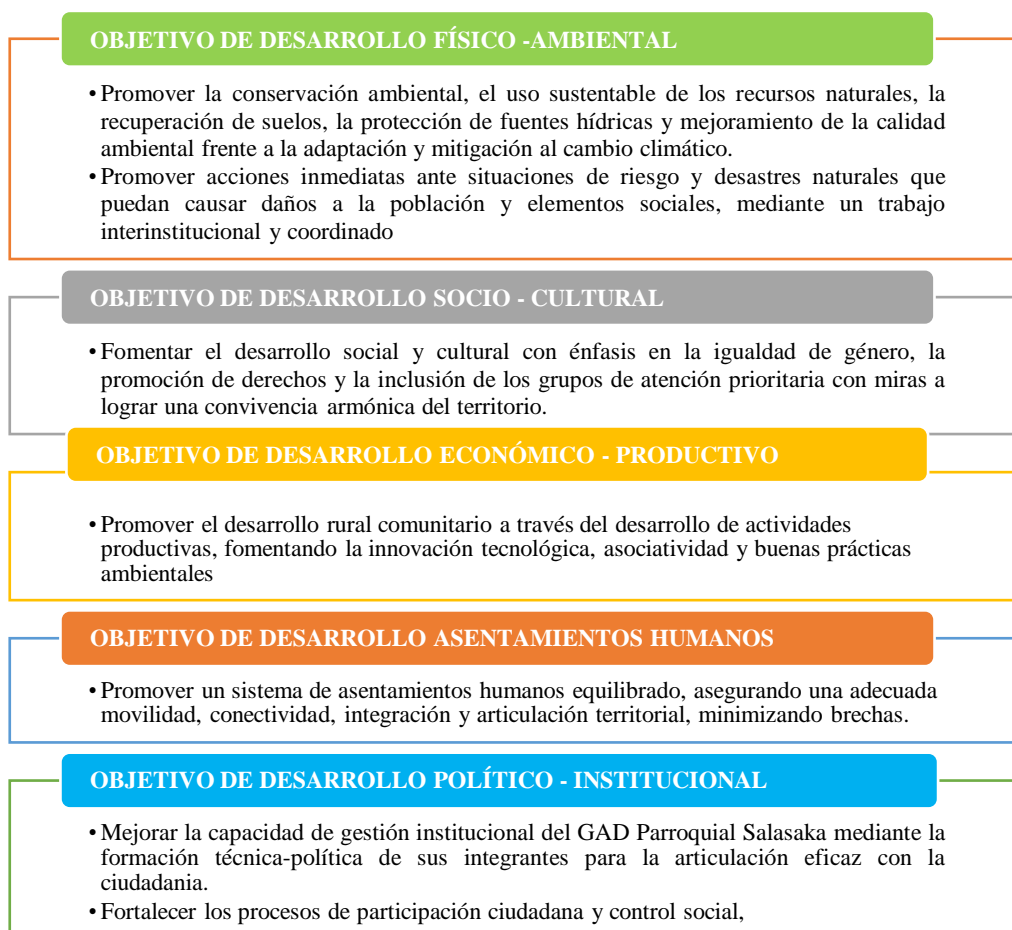 OBJETIVO DE DESARROLLO FÍSICO -AMBIENTAL
• Promover la conservación ambiental, el uso sustentable de los recursos naturales, la
recuperación de suelos, la protección de fuentes hídricas y mejoramiento de la calidad
ambiental frente a la adaptación y mitigación al cambio climático.
• Promover acciones inmediatas ante situaciones de riesgo y desastres naturales que
puedan causar daños a la población y elementos sociales, mediante un trabajo
interinstitucional y coordinado
OBJETIVO DE DESARROLLO SOCIO - CULTURAL
• Fomentar el desarrollo social y cultural con énfasis en la igualdad de género, la
promoción de derechos y la inclusión de los grupos de atención prioritaria con miras a
lograr una convivencia armónica del territorio.
OBJETIVO DE DESARROLLO ECONÓMICO - PRODUCTIVO
• Promover el desarrollo rural comunitario a través del desarrollo de actividades
productivas, fomentando la innovación tecnológica, asociatividad y buenas prácticas
ambientales
OBJETIVO DE DESARROLLO ASENTAMIENTOS HUMANOS
• Promover un sistema de asentamientos humanos equilibrado, asegurando una adecuada
movilidad, conectividad, integración y articulación territorial, minimizando brechas.
OBJETIVO DE DESARROLLO POLÍTICO - INSTITUCIONAL
• Mejorar la capacidad de gestión institucional del GAD Parroquial Salasaka mediante la
formación técnica-política de sus integrantes para la articulación eficaz con la
ciudadania.
• Fortalecer los procesos de participación ciudadana y control social,